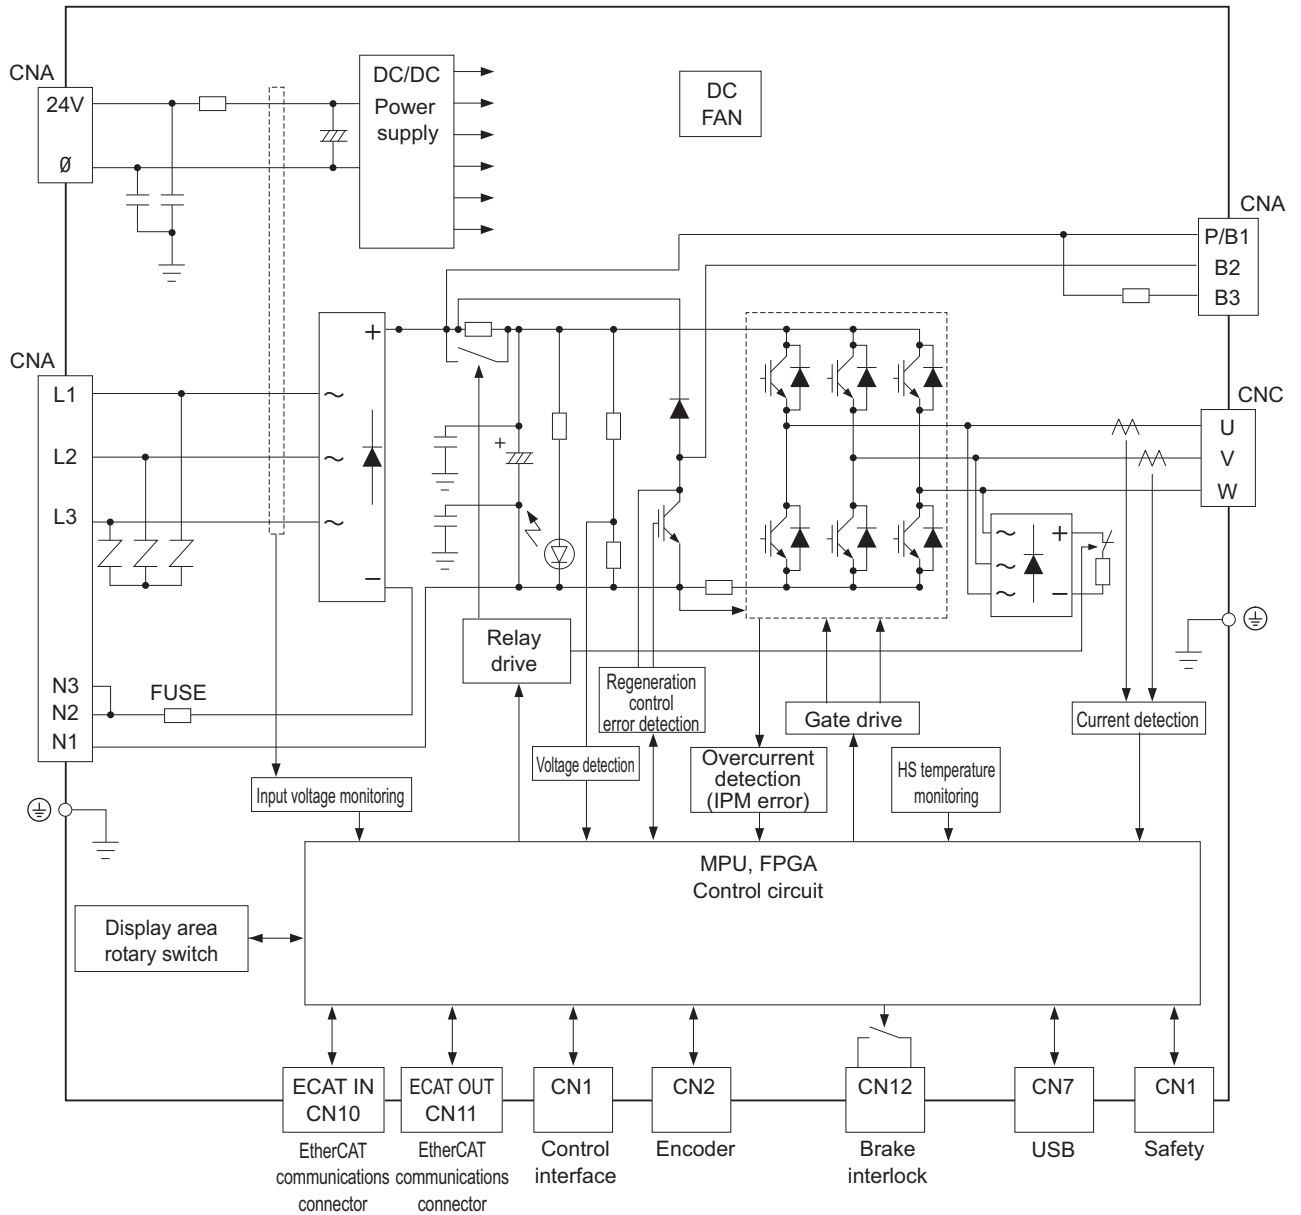 CNA
24V
Ø
DC/DC
Power
supply
DC
FAN
CNA
P/B1
B2
B3
CNA
L1
L2
L3
N3
N2
N1
FUSE
+
−
+
CNC
U
V
W
+
−
Relay
drive
Regeneration
control
error detection
Gate drive
Current detection
Voltage detection
Overcurrent
detection
(IPM error)
HS temperature
monitoring
Input voltage monitoring
MPU, FPGA
Control circuit
Display area
rotary switch
ECAT IN
CN10
ECAT OUT
CN11
CN1
CN2
CN12
CN7
CN1
EtherCAT
communications
connector
EtherCAT
communications
connector
Control
interface
Encoder
Brake
interlock
USB
Safety